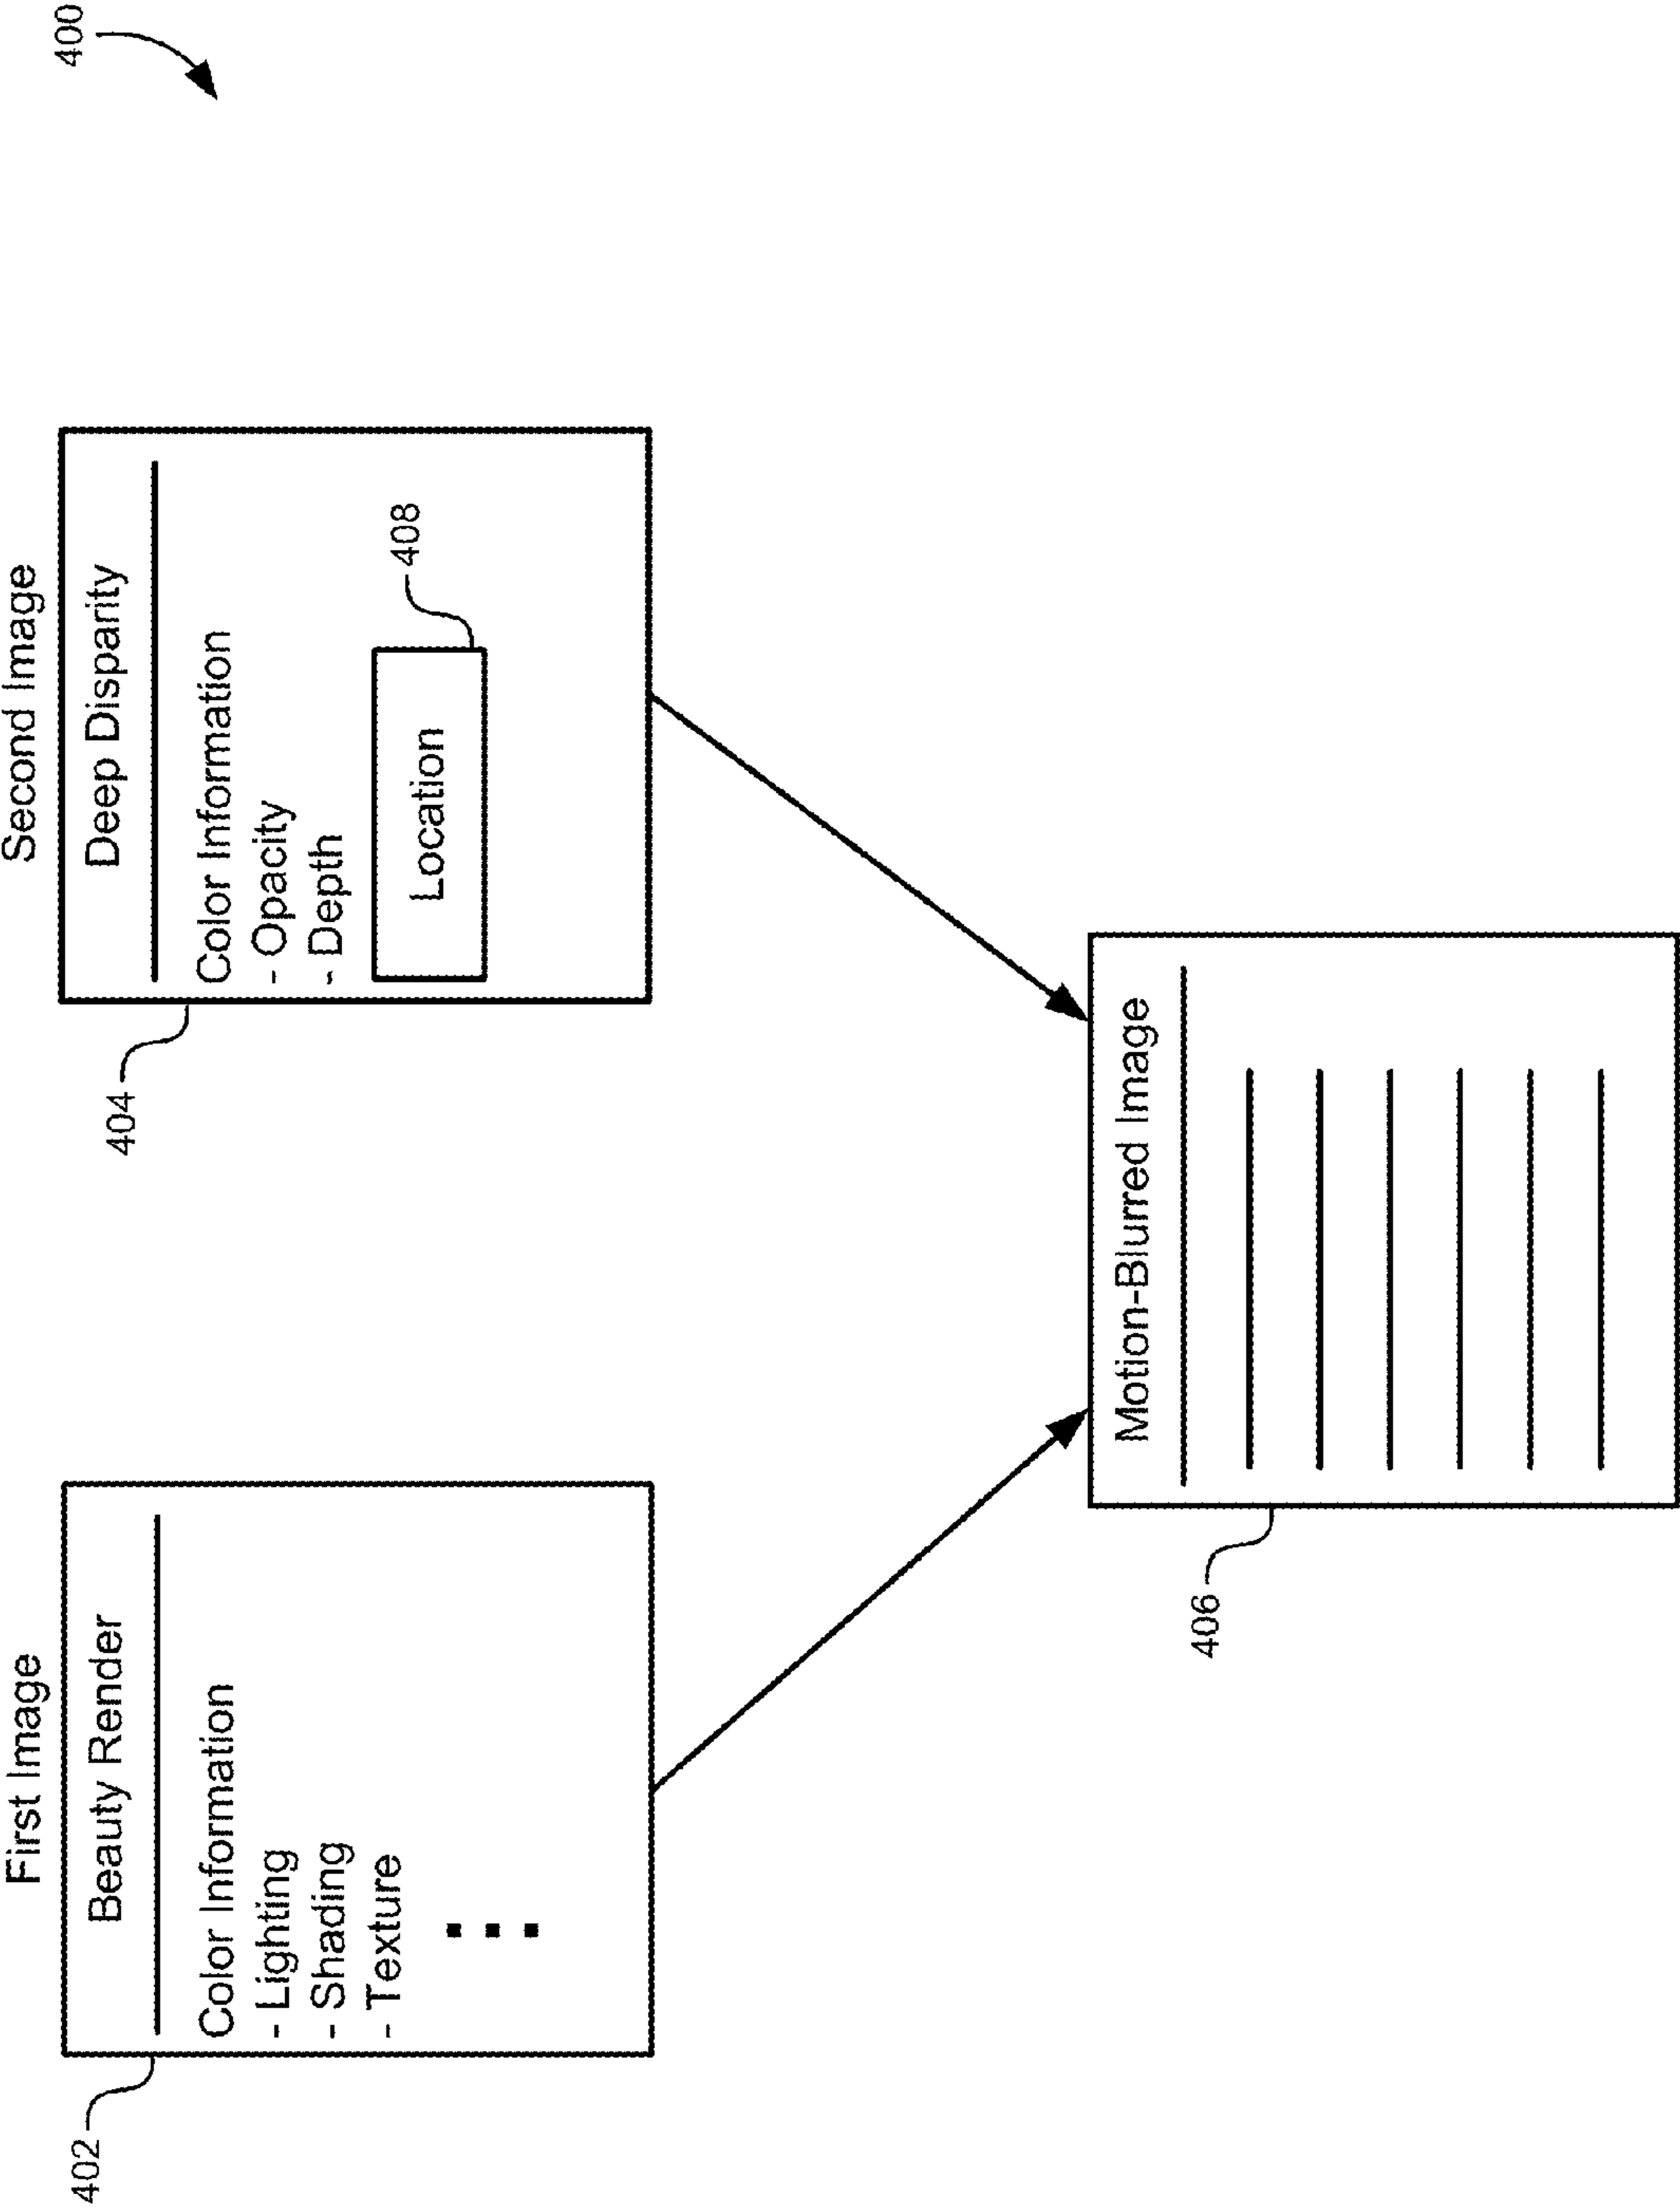 400
First Image
Beauty Render
Color Information
- Lighting
- Shading
- Texture
402
Second Image
Deep Disparity
Color Information
- Opacity
- Depth
Location
408
404
Motion-Blurred Image
406